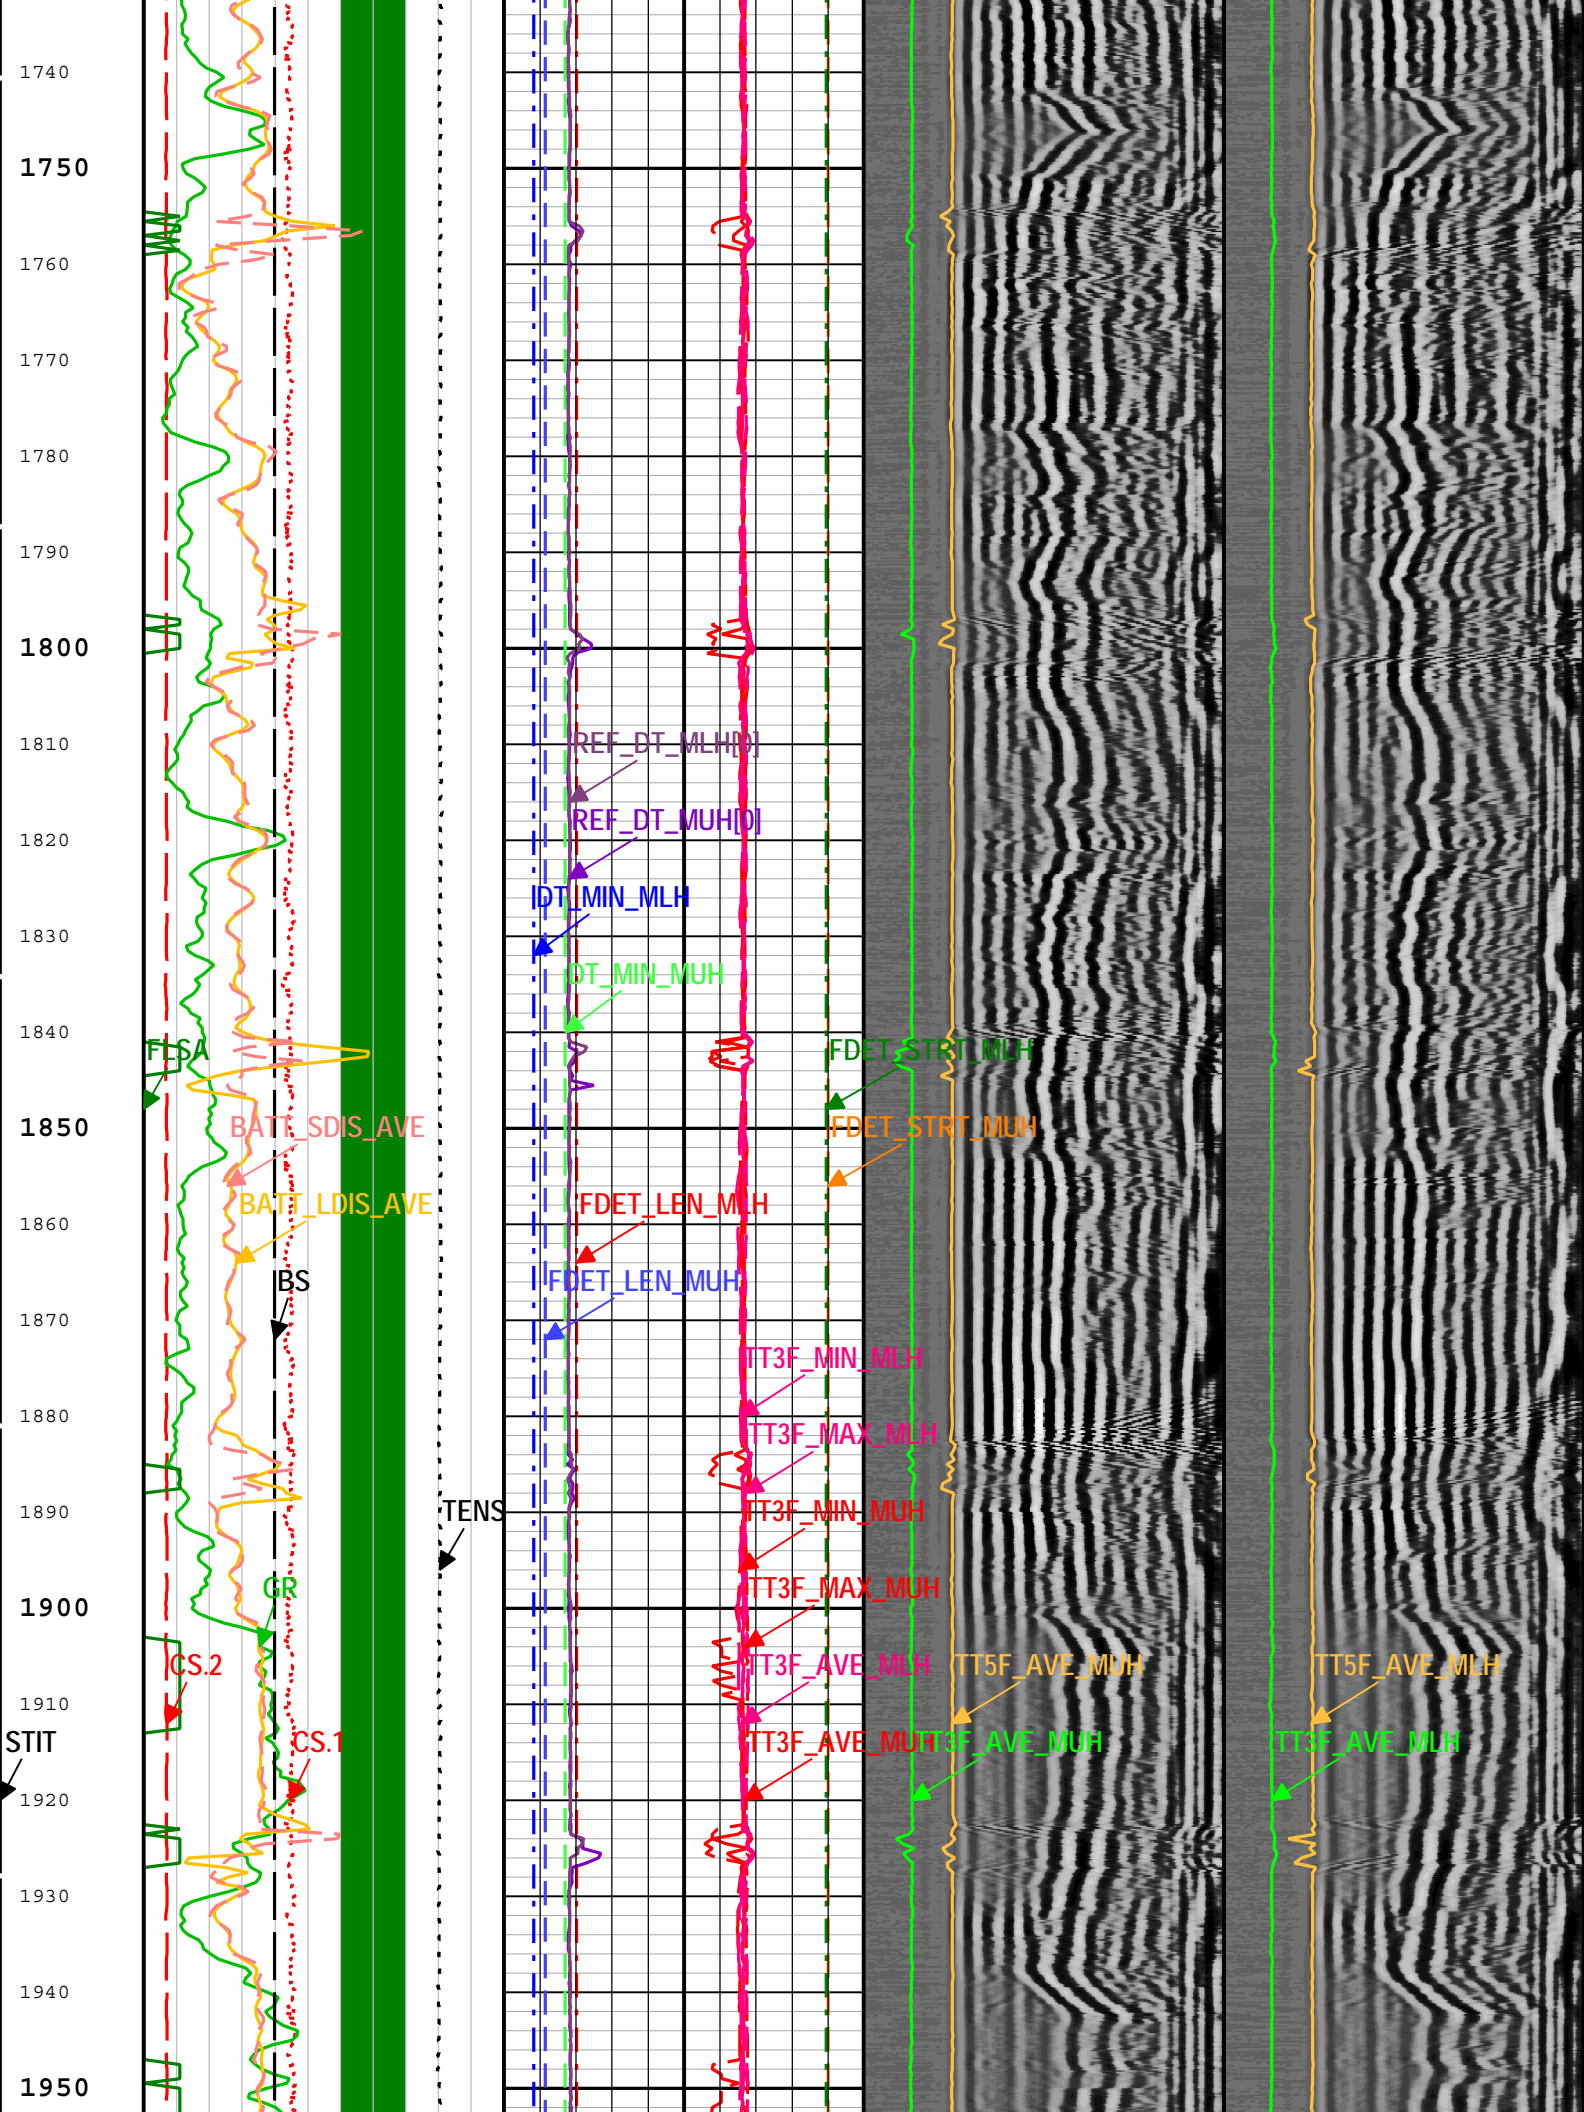 1740
1750
1760
1770
1780
1790
1800
REF_DT_MLH[0]
1810
REF_DT_MUH[0]
1820
DT_MIN_MLH
1830
DT_MIN_MUH
1840
FLSA
FDET_STRT_MLH
1850
BATT_SDIS_AVE
FDET_STRT_MUH
BATT_LDIS_AVE
FDET_LEN_MLH
1860
BS
FDET_LEN_MUH
1870
TT3F_MIN_MLH
1880
TT3F_MAX_MLH
1890
TENS
TT3F_MIN_MUH
GR
TT3F_MAX_MUH
1900
CS.2
TT3F_AVE_MLH
TT5F_AVE_MUH
TT5F_AVE_MLH
1910
STIT
CS.1
TT3F_AVE_MUH
TT3F_AVE_MUH
TT3F_AVE_MLH
1920
1930
1940
1950